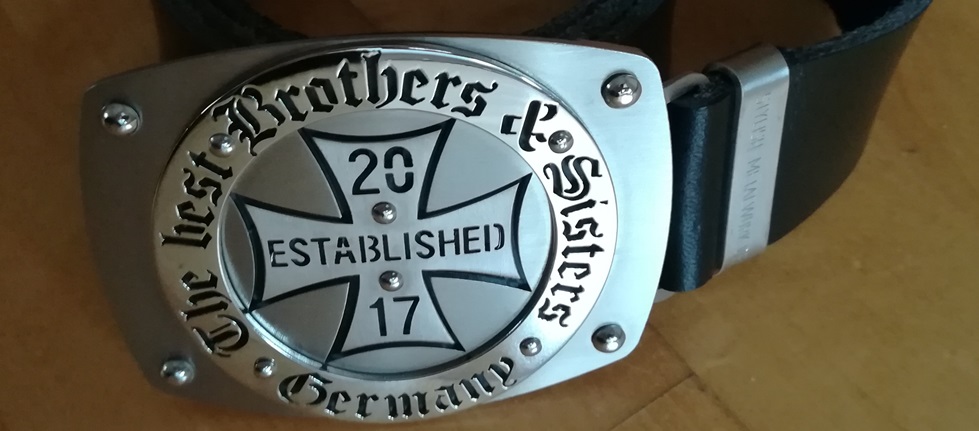 The best Brothers & Sisters
20
ESTABLISHED
17
Germany